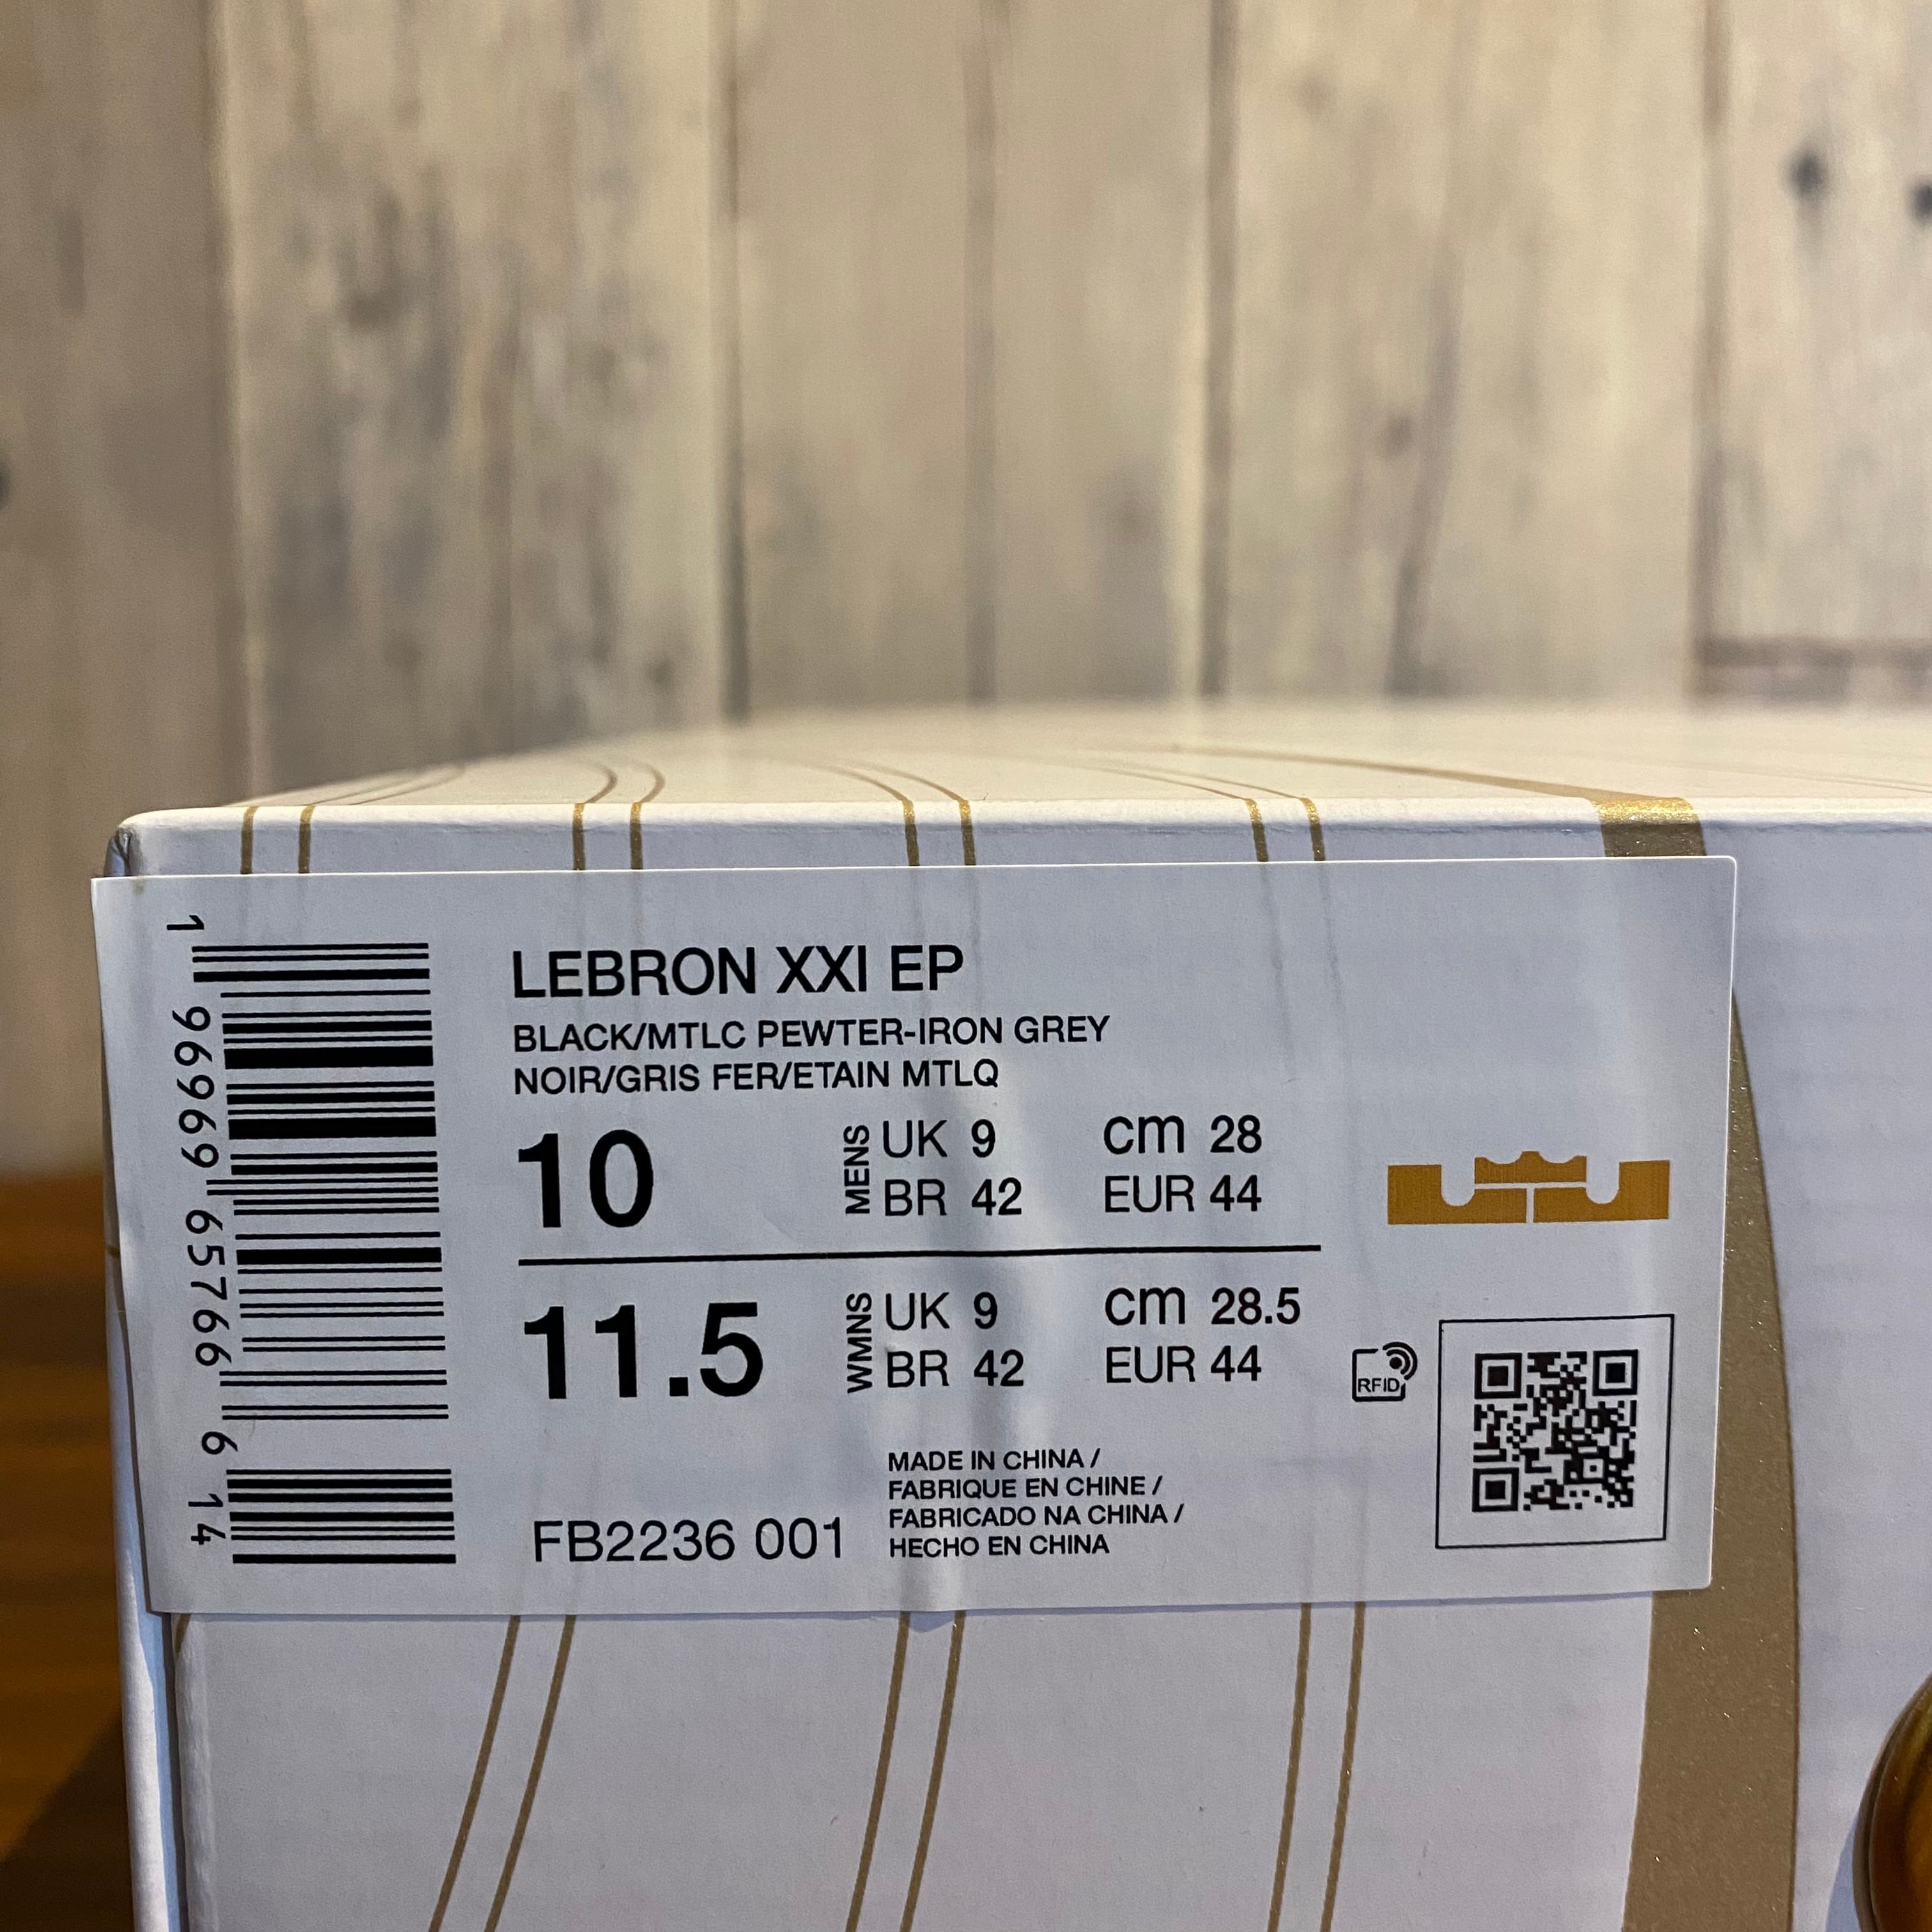 LEBRON XXI EP
BLACK/MTLC PEWTER-IRON GREY
NOIR/GRIS FER/ETAIN MTLQ
10 MENS UK 9 cm 28
BR 42 EUR 44
11.5 WMNS UK 9 cm 28.5
BR 42 EUR 44
RFID
MADE IN CHINA /
FABRIQUE EN CHINE /
FABRICADO NA CHINA /
HECHO EN CHINA
FB2236 001
1 96969 65766 6 14